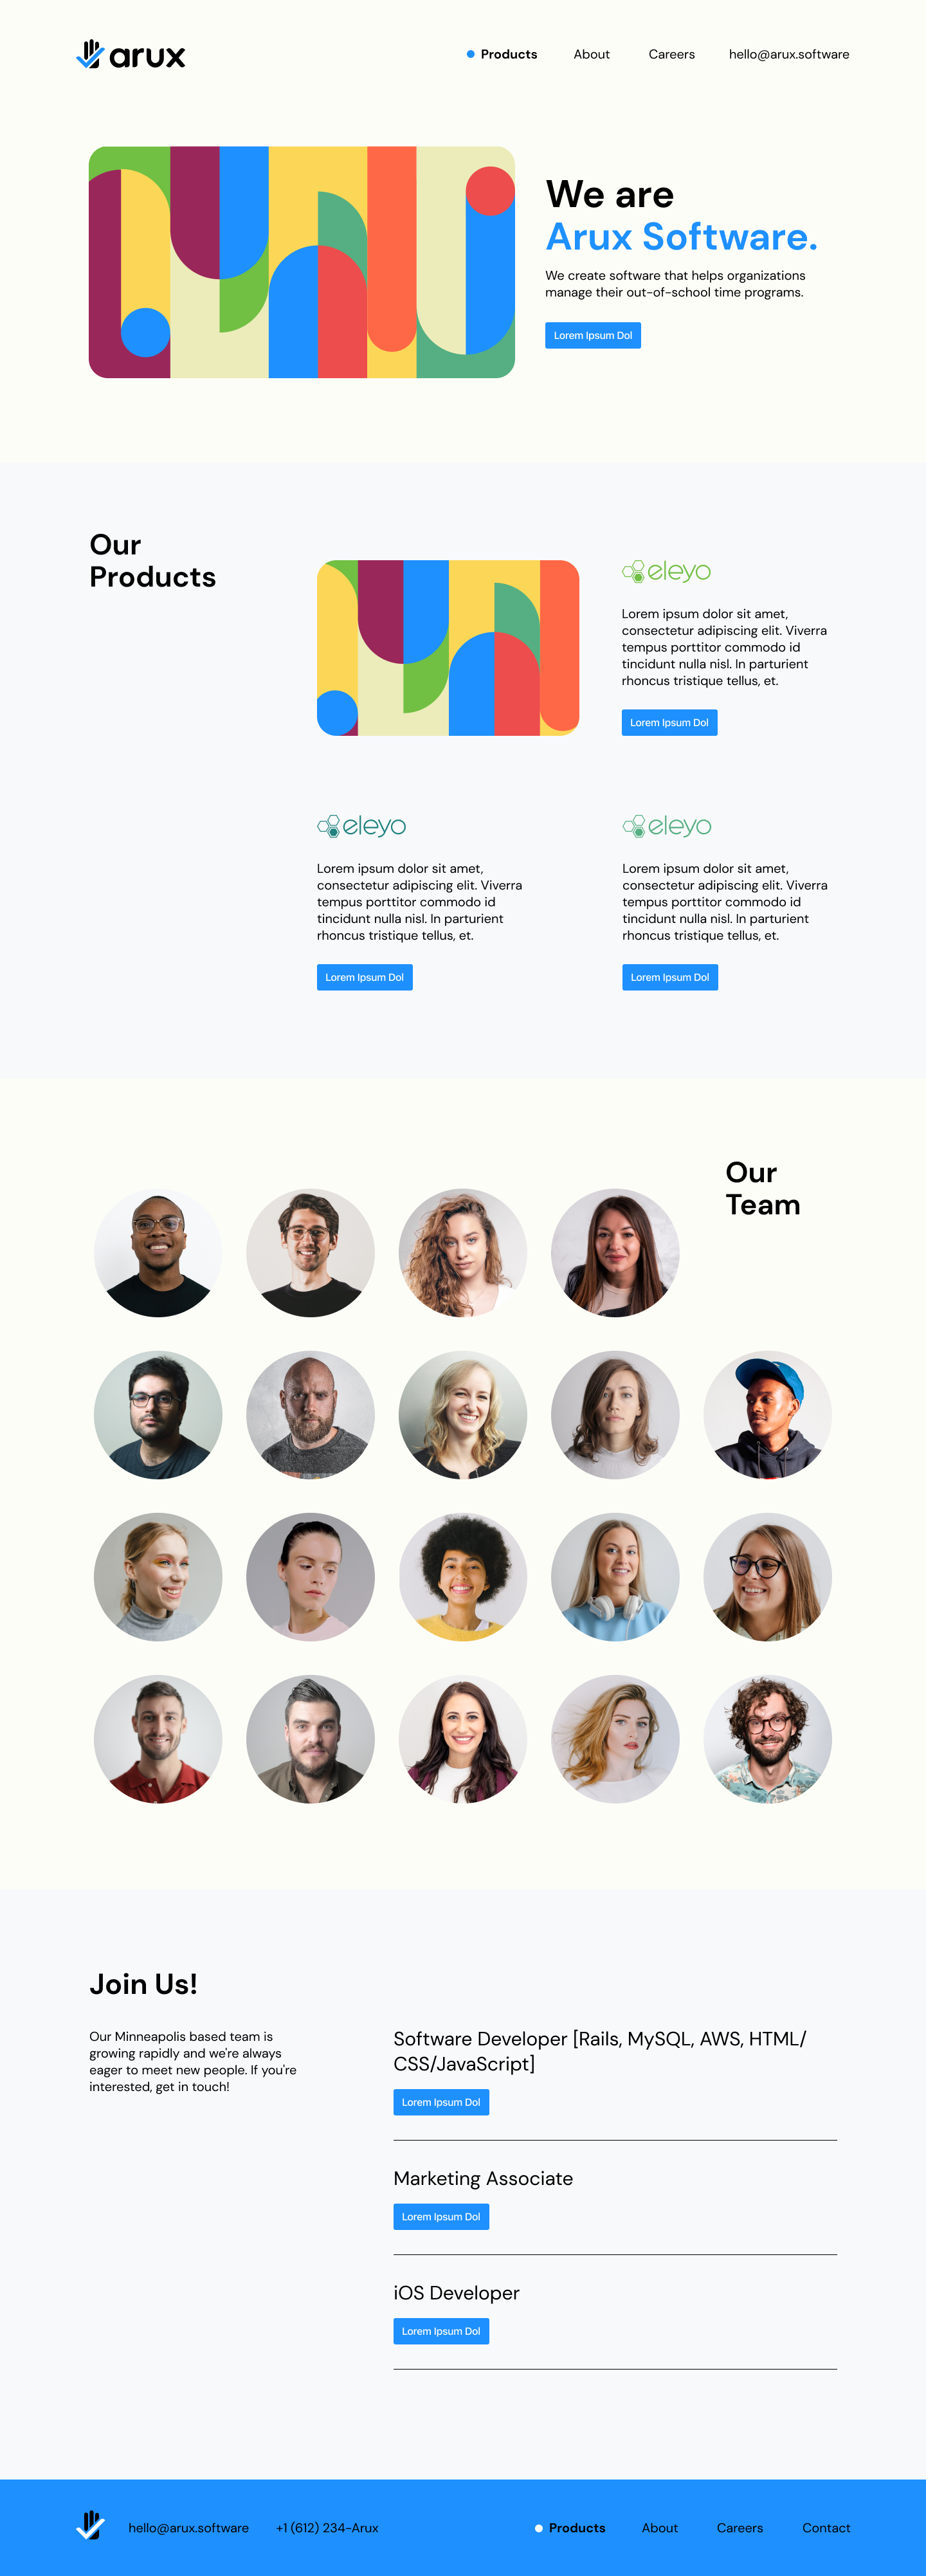 arux
Products About Careers hello@arux.software
We are
Arux Software.
We create software that helps organizations
manage their out-of-school time programs.
Lorem Ipsum Dol
Our
Products
eleyo
Lorem ipsum dolor sit amet,
consectetur adipiscing elit. Viverra
tempus porttitor commodo id
tincidunt nulla nisl. In parturient
rhoncus tristique tellus, et.
Lorem Ipsum Dol
eleyo
Lorem ipsum dolor sit amet,
consectetur adipiscing elit. Viverra
tempus porttitor commodo id
tincidunt nulla nisl. In parturient
rhoncus tristique tellus, et.
Lorem Ipsum Dol
eleyo
Lorem ipsum dolor sit amet,
consectetur adipiscing elit. Viverra
tempus porttitor commodo id
tincidunt nulla nisl. In parturient
rhoncus tristique tellus, et.
Lorem Ipsum Dol
Our
Team
Join Us!
Our Minneapolis based team is
growing rapidly and we're always
eager to meet new people. If you're
interested, get in touch!
Software Developer [Rails, MySQL, AWS, HTML/
CSS/JavaScript]
Lorem Ipsum Dol
Marketing Associate
Lorem Ipsum Dol
iOS Developer
Lorem Ipsum Dol
hello@arux.software +1 (612) 234-Arux Products About Careers Contact